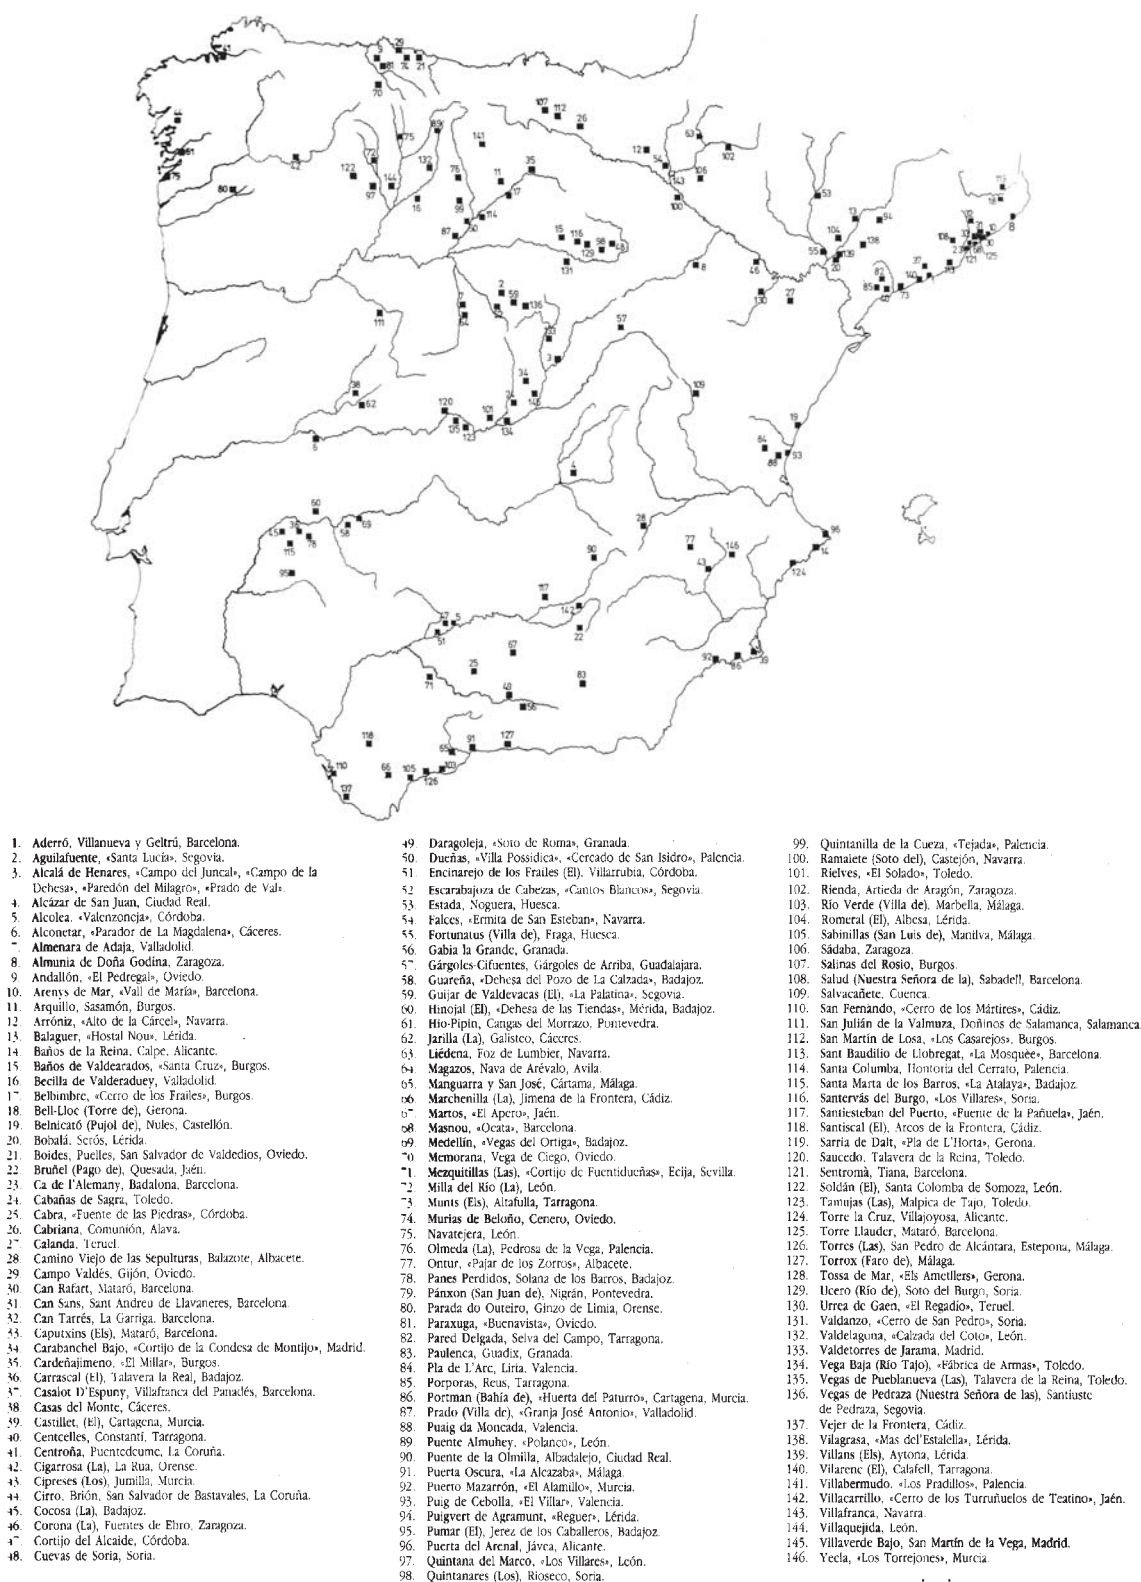 1. Aderró, Villanueva y Geltrú, Barcelona.
2. Aguilafuente, «Santa Lucía», Segovia.
3. Alcalá de Henares, «Campo del Juncal», «Campo de la
Dehesa», «Paredón del Milagro», «Prado de Val».
4. Alcázar de San Juan, Ciudad Real.
5. Alcolea, «Valenzoneja», Córdoba.
6. Alconetar, «Parador de La Magdalena», Cáceres.
7. Almenara de Adaja, Valladolid.
8. Almunia de Doña Godina, Zaragoza.
9. Andallón, «El Pedregal», Oviedo.
10. Arenys de Mar, «Vall de María», Barcelona.
11. Arquillo, Sasamón, Burgos.
12. Arróniz, «Alto de la Cárcel», Navarra.
13. Balaguer, «Hostal Nou», Lérida.
14. Baños de la Reina, Calpe, Alicante.
15. Baños de Valdearados, «Santa Cruz», Burgos.
16. Becilla de Valderaduey, Valladolid.
17. Belbimbre, «Cerro de los Frailes», Burgos.
18. Bell-Lloc (Torre de), Gerona.
19. Belnicató (Pujol de), Nules, Castellón.
20. Bobalá, Serós, Lérida.
21. Boides, Puelles, San Salvador de Valdedios, Oviedo.
22. Bruñel (Pago de), Quesada, Jaén.
23. Ca de l'Alemany, Badalona, Barcelona.
24. Cabañas de Sagra, Toledo.
25. Cabra, «Fuente de las Piedras», Córdoba.
26. Cabriana, Comunión, Alava.
27. Calanda, Teruel.
28. Camino Viejo de las Sepulturas, Balazote, Albacete.
29. Campo Valdés, Gijón, Oviedo.
30. Can Rafart, Mataró, Barcelona.
31. Can Sans, Sant Andreu de Llavaneres, Barcelona.
32. Can Tarrés, La Garriga, Barcelona.
33. Caputxins (Els), Mataró, Barcelona.
34. Carabanchel Bajo, «Cortijo de la Condesa de Montijo», Madrid.
35. Cardeñajimeno, «El Millar», Burgos.
36. Carrascal (El), Talavera la Real, Badajoz.
37. Casalot D'Espuny, Villafranca del Panadés, Barcelona.
38. Casas del Monte, Cáceres.
39. Castillet, (El), Cartagena, Murcia.
40. Centcelles, Constantí, Tarragona.
41. Centroña, Puentedeume, La Coruña.
42. Cigarrosa (La), La Rua, Orense.
43. Cipreses (Los), Jumilla, Murcia.
44. Cirro, Brión, San Salvador de Bastavales, La Coruña.
45. Cocosa (La), Badajoz.
46. Corona (La), Fuentes de Ebro, Zaragoza.
47. Cortijo del Alcaide, Córdoba.
48. Cuevas de Soria, Soria.
49. Daragoleja, «Soto de Roma», Granada.
50. Dueñas, «Villa Possidica», «Cercado de San Isidro», Palencia.
51. Encinarejo de los Frailes (El). Villarrubia, Córdoba.
52. Escarabajoza de Cabezas, «Cantos Blancos», Segovia.
53. Estada, Noguera, Huesca.
54. Falces, «Ermita de San Esteban», Navarra.
55. Fortunatus (Villa de), Fraga, Huesca.
56. Gabia la Grande, Granada.
57. Gárgoles-Cifuentes, Gárgoles de Arriba, Guadalajara.
58. Guareña, «Dehesa del Pozo de La Calzada», Badajoz.
59. Guijar de Valdevacas (El), «La Palatina», Segovia.
60. Hinojal (El), «Dehesa de las Tiendas», Mérida, Badajoz.
61. Hío-Pipín, Cangas del Morrazo, Pontevedra.
62. Jarilla (La), Galisteo, Cáceres.
63. Liédena, Foz de Lumbier, Navarra.
64. Magazos, Nava de Arévalo, Avila.
65. Manguarra y San José, Cártama, Málaga.
66. Marchenilla (La), Jimena de la Frontera, Cádiz.
67. Martos, «El Apero», Jaén.
68. Masnou, «Ocata», Barcelona.
69. Medellín, «Vegas del Ortiga», Badajoz.
70. Memorana, Vega de Ciego, Oviedo.
71. Mezquitillas (Las), «Cortijo de Fuentidueñas», Ecija, Sevilla.
72. Milla del Río (La), León.
73. Munts (Els), Altafulla, Tarragona.
74. Murias de Beloño, Cenero, Oviedo.
75. Navatejera, León.
76. Olmeda (La), Pedrosa de la Vega, Palencia.
77. Ontur, «Pajar de los Zorros», Albacete.
78. Panes Perdidos, Solana de los Barros, Badajoz.
79. Pánxon (San Juan de), Nigrán, Pontevedra.
80. Parada do Outeiro, Ginzo de Limia, Orense.
81. Paraxuga, «Buenavista», Oviedo.
82. Pared Delgada, Selva del Campo, Tarragona.
83. Paulenca, Guadix, Granada.
84. Pla de L'Arc, Liria, Valencia.
85. Porporas, Reus, Tarragona.
86. Portman (Bahía de), «Huerta del Paturro», Cartagena, Murcia.
87. Prado (Villa de), «Granja José Antonio», Valladolid.
88. Puaig da Moncada, Valencia.
89. Puente Almuhey, «Polanco», León.
90. Puente de la Olmilla, Albadalejo, Ciudad Real.
91. Puerta Oscura, «La Alcazaba», Málaga.
92. Puerto Mazarrón, «El Alamillo», Murcia.
93. Puig de Cebolla, «El Villar», Valencia.
94. Puigvert de Agramunt, «Reguer», Lérida.
95. Pumar (El), Jerez de los Caballeros, Badajoz.
96. Puerta del Arenal, Jávea, Alicante.
97. Quintana del Marco, «Los Villares», León.
98. Quintanares (Los), Rioseco, Soria.
99. Quintanilla de la Cueza, «Tejada», Palencia.
100. Ramalete (Soto del), Castejón, Navarra.
101. Rielves, «El Solado», Toledo.
102. Rienda, Artieda de Aragón, Zaragoza.
103. Río Verde (Villa de), Marbella, Málaga.
104. Romeral (El), Albesa, Lérida.
105. Sabinillas (San Luis de), Manilva, Málaga.
106. Sádaba, Zaragoza.
107. Salinas del Rosio, Burgos.
108. Salud (Nuestra Señora de la), Sabadell, Barcelona.
109. Salvacañete, Cuenca.
110. San Fernando, «Cerro de los Mártires», Cádiz.
111. San Julián de la Valmuza, Doñinos de Salamanca, Salamanca
112. San Martín de Losa, «Los Casarejos», Burgos.
113. Sant Baudilio de Llobregat, «La Mosquèe», Barcelona.
114. Santa Columba, Hontoria del Cerrato, Palencia.
115. Santa Marta de los Barros, «La Atalaya», Badajoz.
116. Santervás del Burgo, «Los Villares», Soria.
117. Santiesteban del Puerto, «Fuente de la Pañuela», Jaén.
118. Santiscal (El), Arcos de la Frontera, Cádiz.
119. Sarria de Dalt, «Pla de L'Horta», Gerona.
120. Saucedo, Talavera de la Reina, Toledo.
121. Sentromà, Tiana, Barcelona.
122. Soldán (El), Santa Colomba de Somoza, León.
123. Tamujas (Las), Malpica de Tajo, Toledo.
124. Torre la Cruz, Villajoyosa, Alicante.
125. Torre Llauder, Mataró, Barcelona.
126. Torres (Las), San Pedro de Alcántara, Estepona, Málaga.
127. Torrox (Faro de), Málaga.
128. Tossa de Mar, «Els Ametllers», Gerona.
129. Ucero (Río de), Soto del Burgo, Soria.
130. Urrea de Gaen, «El Regadío», Teruel.
131. Valdanzo, «Cerro de San Pedro», Soria.
132. Valdelaguna, «Calzada del Coto», León.
133. Valdetorres de Jarama, Madrid.
134. Vega Baja (Río Tajo), «Fábrica de Armas», Toledo.
135. Vegas de Pueblanueva (Las), Talavera de la Reina, Toledo.
136. Vegas de Pedraza (Nuestra Señora de las), Santiuste
de Pedraza, Segovia.
137. Vejer de la Frontera, Cádiz.
138. Vilagrasa, «Mas del'Estalella», Lérida.
139. Villans (Els), Aytona, Lérida.
140. Vilarenc (El), Calafell, Tarragona.
141. Villabermudo, «Los Pradillos», Palencia.
142. Villacarrillo, «Cerro de los Turruñuelos de Teatino», Jaén.
143. Villafranca, Navarra.
144. Villaquejida, León.
145. Villaverde Bajo, San Martín de la Vega, Madrid.
146. Yecla, «Los Torrejones», Murcia.